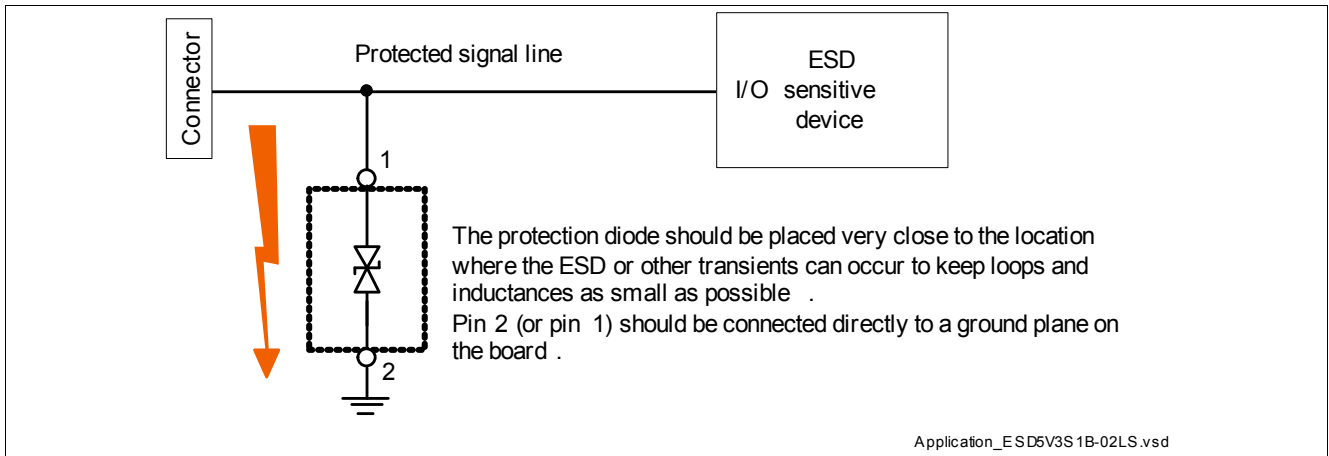 Connector
Protected signal line
ESD
I/O sensitive
device
1
The protection diode should be placed very close to the location
where the ESD or other transients can occur to keep loops and
inductances as small as possible .
Pin 2 (or pin 1) should be connected directly to a ground plane on
the board .
2
Application_ESD5V3S1B-02LS.vsd